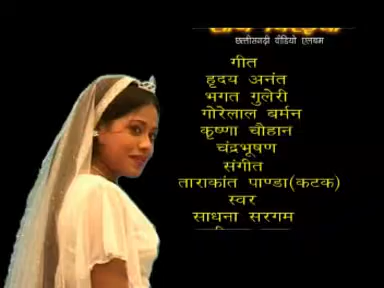 छत्तीसगढ़ी वीडियो एलबम
गीत
हृदय अनंत
भगत गुलेरी
गोरेलाल बर्मन
कृष्णा चौहान
चंद्रभूषण
संगीत
ताराकांत पाण्डा(कटक)
स्वर
साधना सरगम